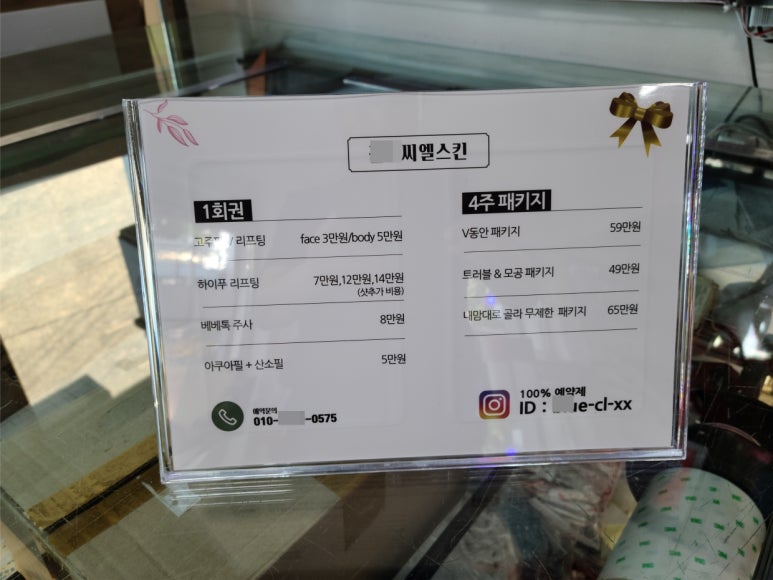 씨엘스킨
1회권
리프팅 face 3만원/body 5만원
하이푸 리프팅 7만원,12만원,14만원
(샷추가 비용)
베베톡 주사 8만원
아쿠아필 + 산소필 5만원
예약문의
010- -0575
4주 패키지
V동안 패키지 59만원
트러블 & 모공 패키지 49만원
내맘대로 골라 무제한 패키지 65만원
100% 예약제
ID : ue-cl-xx